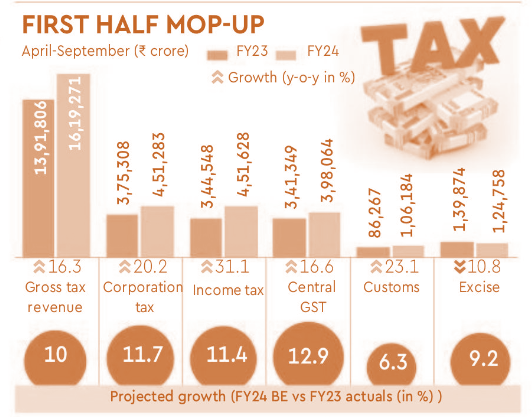 FIRST HALF MOP-UP
April-September (₹ crore)
FY23
FY24
Growth (y-o-y in %)
TAX
13,91,806
16,19,271
3,75,308
4,51,283
3,44,548
4,51,628
3,41,349
3,98,064
86,267
1,06,184
1,39,874
1,24,758
16.3
20.2
31.1
16.6
23.1
10.8
Gross tax
revenue
Corporation
tax
Income tax
Central
GST
Customs
Excise
10
11.7
11.4
12.9
6.3
9.2
Projected growth (FY24 BE vs FY23 actuals (in %) )